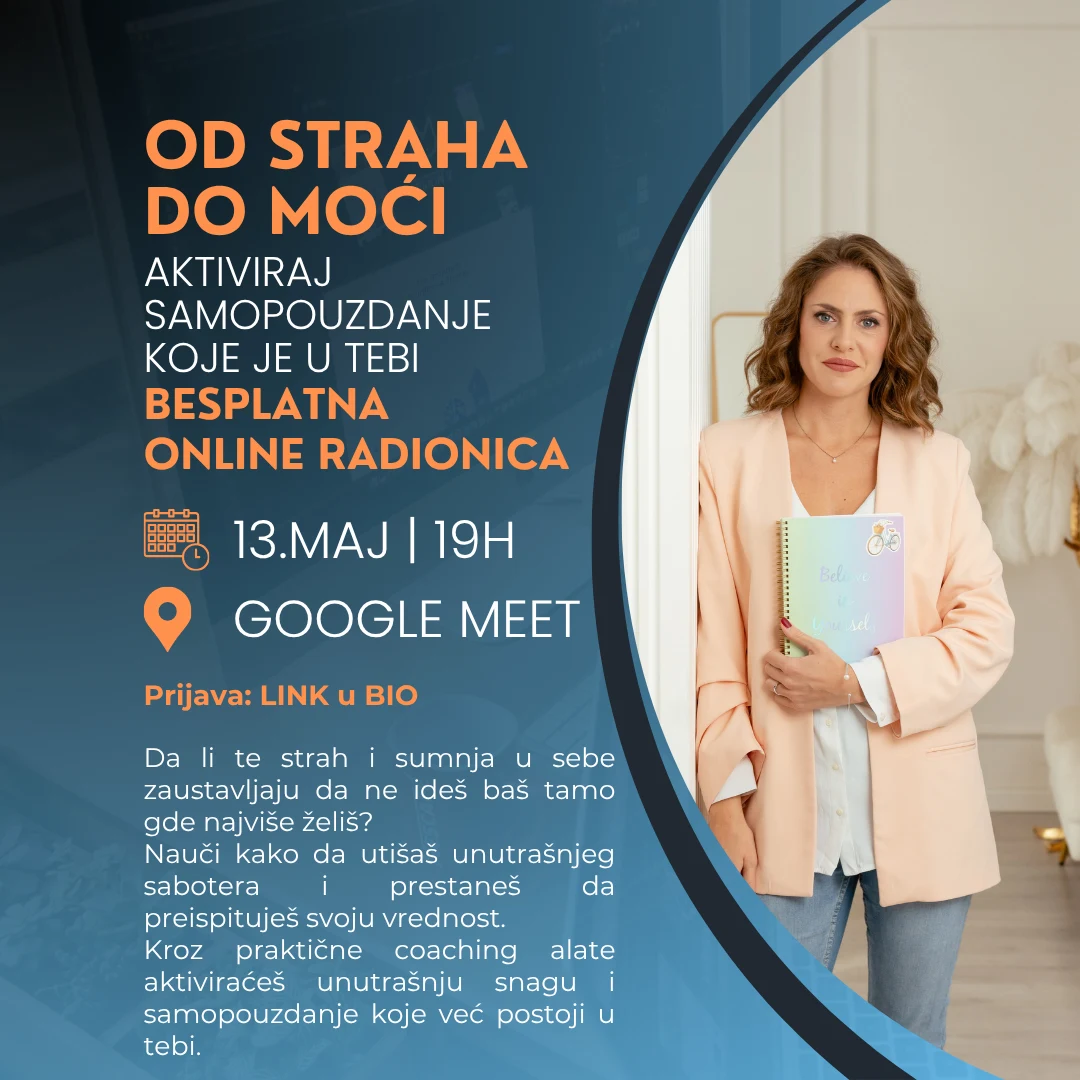 OD STRAHA
DO MOĆI
AKTIVIRAJ
SAMOPOUZDANJE
KOJE JE U TEBI
BESPLATNA
ONLINE RADIONICA
13.MAJ | 19H
GOOGLE MEET
Prijava: LINK u BIO
Da li te strah i sumnja u sebe
zaustavljaju da ne ideš baš tamo
gde najviše želiš?
Nauči kako da utišaš unutrašnjeg
sabotera i prestaneš da
preispituješ svoju vrednost.
Kroz praktične coaching alate
aktiviraćeš unutrašnju snagu i
samopouzdanje koje već postoji u
tebi.